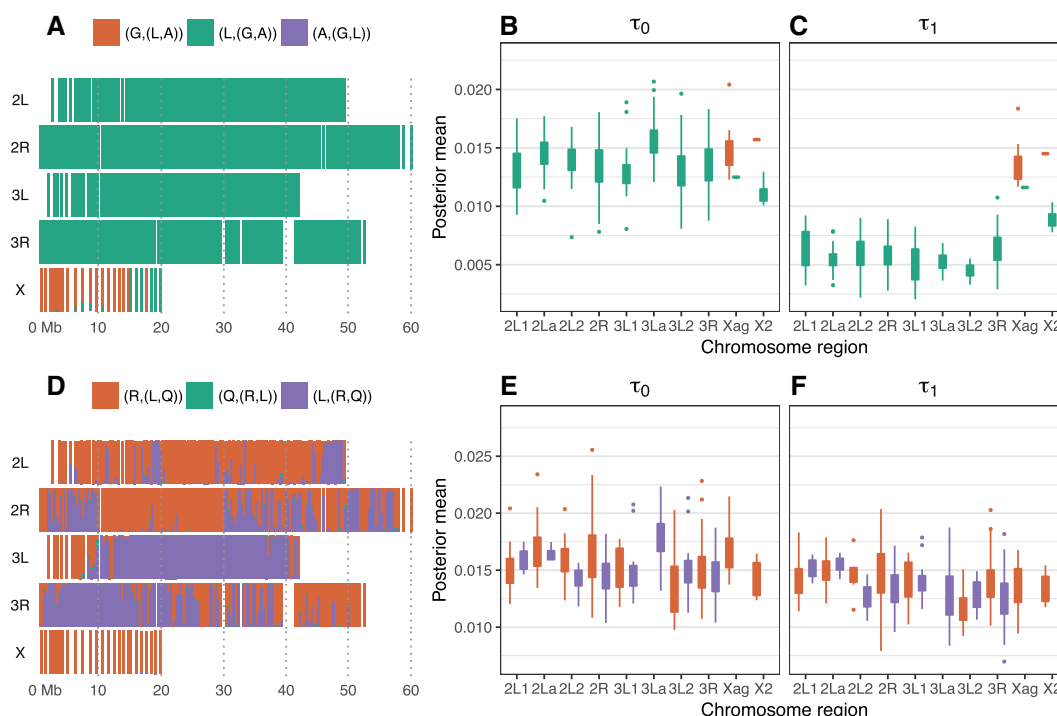 A
(G,(L,A))
(L,(G,A))
(A,(G,L))
2L
2R
3L
3R
X
0 Mb
10
20
30
40
50
60
B
τ0
C
τ1
Posterior mean
0.020
0.015
0.010
0.005
2L1
2La
2L2
2R
3L1
3La
3L2
3R
Xag
X2
2L1
2La
2L2
2R
3L1
3La
3L2
3R
Xag
X2
Chromosome region
D
(R,(L,Q))
(Q,(R,L))
(L,(R,Q))
2L
2R
3L
3R
X
0 Mb
10
20
30
40
50
60
E
τ0
F
τ1
Posterior mean
0.025
0.020
0.015
0.010
2L1
2La
2L2
2R
3L1
3La
3L2
3R
Xag
X2
2L1
2La
2L2
2R
3L1
3La
3L2
3R
Xag
X2
Chromosome region